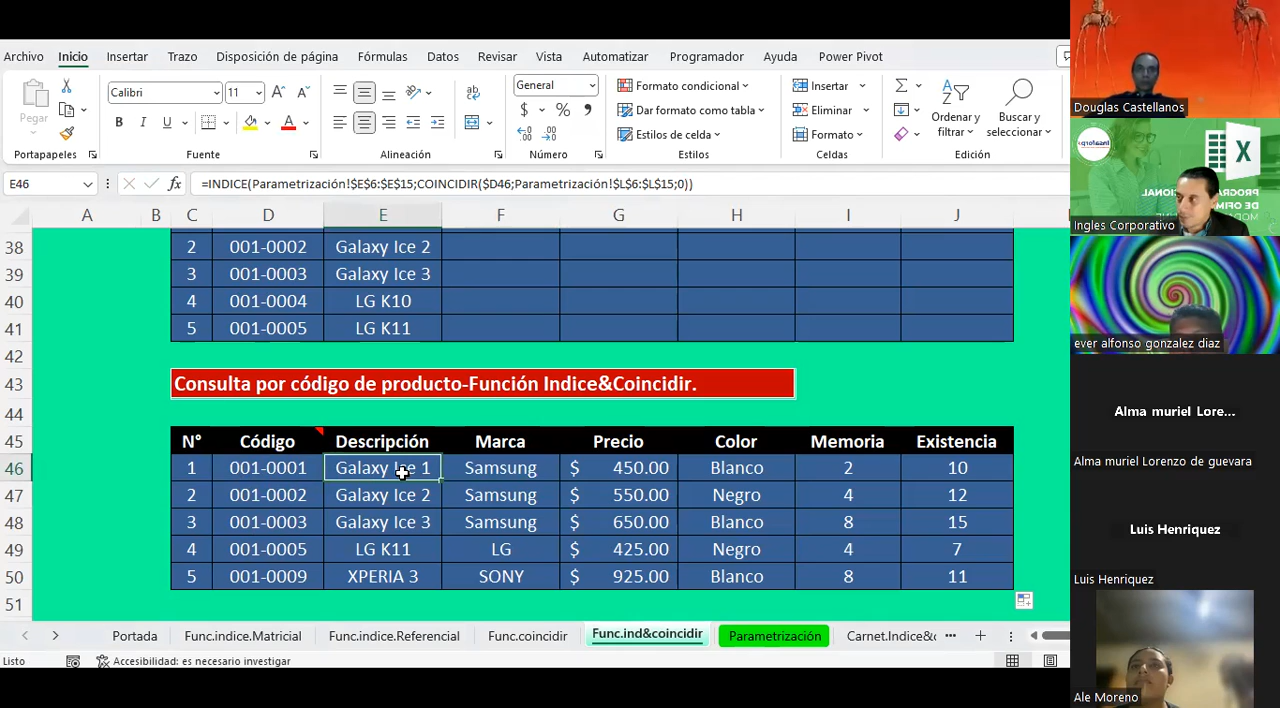 Archivo Inicio Insertar Trazo Disposición de página Fórmulas Datos Revisar Vista Automatizar Programador Ayuda Power Pivot
Pegar
Calibri 11
N K S
General
$ % 000
Formato condicional
Dar formato como tabla
Estilos de celda
Insertar
Eliminar
Formato
Ordenar y filtrar
Buscar y seleccionar
Portapapeles Fuente Alineación Número Estilos Celdas Edición
E46 fx =INDICE(Parametrización!$E$6:$E$15;COINCIDIR($D46;Parametrización!$L$6:$L$15;0))
A B C D E F G H I J
38 2 001-0002 Galaxy Ice 2
39 3 001-0003 Galaxy Ice 3
40 4 001-0004 LG K10
41 5 001-0005 LG K11
42
43 Consulta por código de producto-Función Indice&Coincidir.
44
45 N° Código Descripción Marca Precio Color Memoria Existencia
46 1 001-0001 Galaxy Ice 1 Samsung $ 450.00 Blanco 2 10
47 2 001-0002 Galaxy Ice 2 Samsung $ 550.00 Negro 4 12
48 3 001-0003 Galaxy Ice 3 Samsung $ 650.00 Blanco 8 15
49 4 001-0005 LG K11 LG $ 425.00 Negro 4 7
50 5 001-0009 XPERIA 3 SONY $ 925.00 Blanco 8 11
51
Portada Func.indice.Matricial Func.indice.Referencial Func.coincidir Func.ind&coincidir Parametrización Carnet.Indice&c
Listo Accesibilidad: es necesario investigar
Douglas Castellanos
Ingles Corporativo
ever alfonso gonzalez diaz
Alma muriel Lore...
Alma muriel Lorenzo de guevara
Luis Henriquez
Luis Henriquez
Ale Moreno